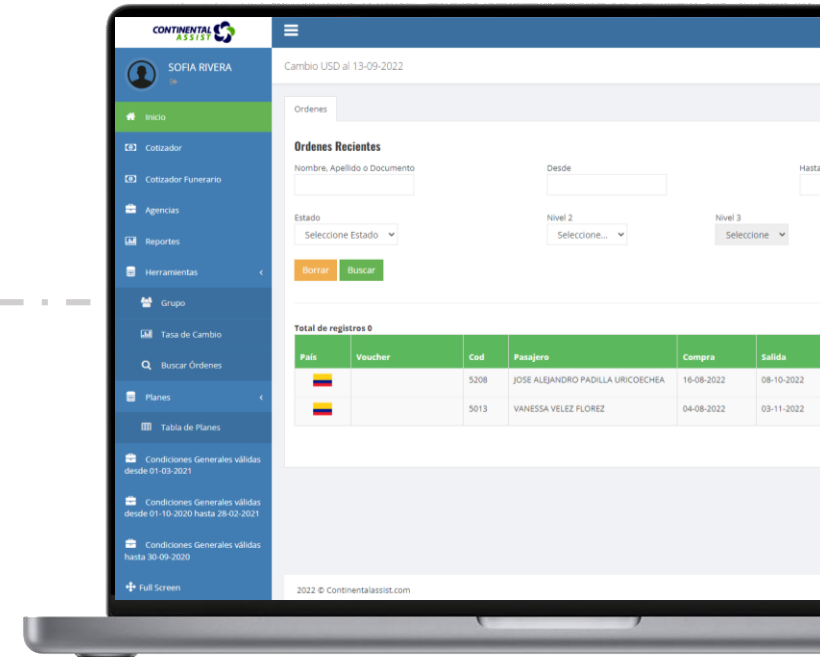 CONTINENTAL
ASSIST
SOFIA RIVERA
Inicio
Cotizador
Cotizador Funerario
Agencias
Reportes
Herramientas
Grupo
Tasa de Cambio
Buscar Órdenes
Planes
Tabla de Planes
Condiciones Generales válidas
desde 01-03-2021
Condiciones Generales válidas
desde 01-10-2020 hasta 28-02-2021
Condiciones Generales válidas
hasta 30-09-2020
Full Screen
Cambio USD al 13-09-2022
Ordenes
Ordenes Recientes
Nombre, Apellido o Documento Desde Hasta
Estado Nivel 2 Nivel 3
Seleccione Estado Seleccione... Seleccione
Borrar Buscar
Total de registros 0
País Voucher Cod Pasajero Compra Salida
5208 JOSE ALEJANDRO PADILLA URICOECHEA 16-08-2022 08-10-2022
5013 VANESSA VELEZ FLOREZ 04-08-2022 03-11-2022
2022 © Continentalassist.com